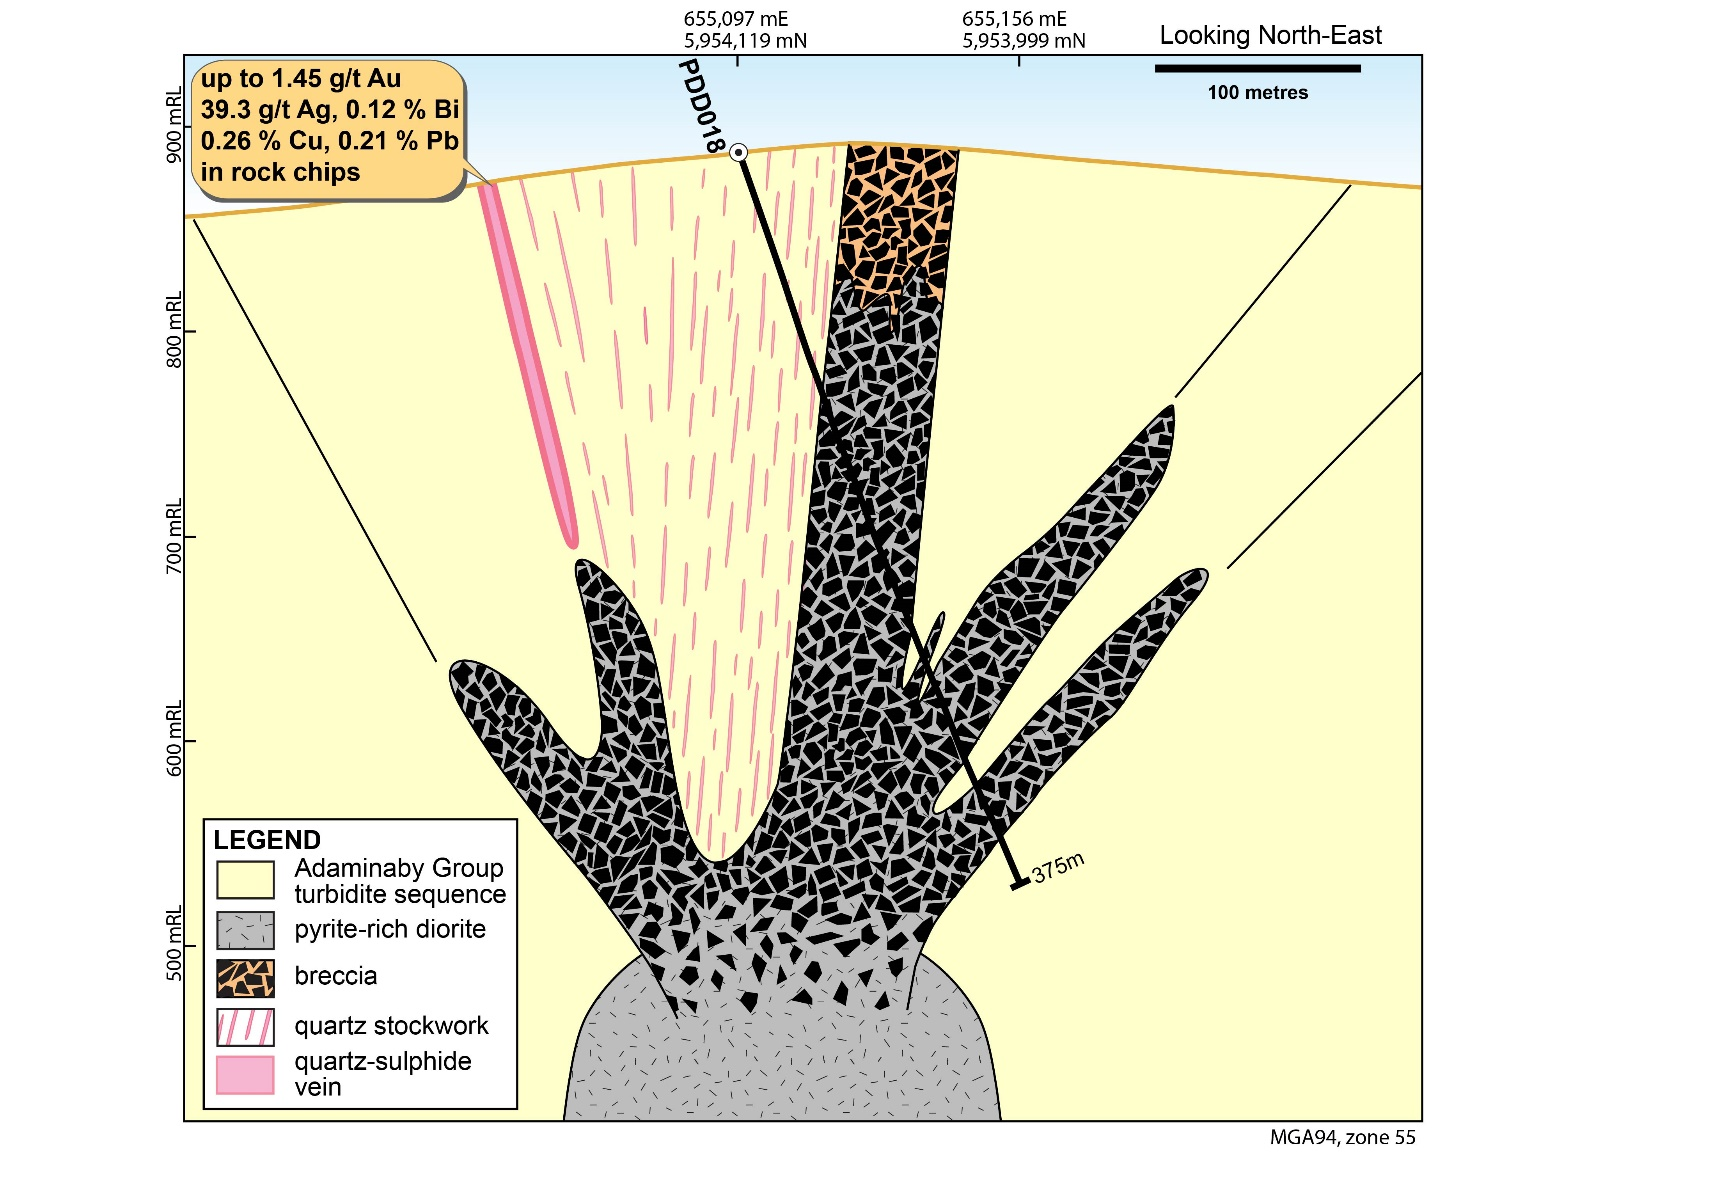 655,097 mE
5,954,119 mN
655,156 mE
5,953,999 mN
Looking North-East
100 metres
up to 1.45 g/t Au
39.3 g/t Ag, 0.12 % Bi
0.26 % Cu, 0.21 % Pb
in rock chips
PDD018
900 mRL
800 mRL
700 mRL
600 mRL
500 mRL
375m
LEGEND
Adaminaby Group
turbidite sequence
pyrite-rich diorite
breccia
quartz stockwork
quartz-sulphide
vein
MGA94, zone 55